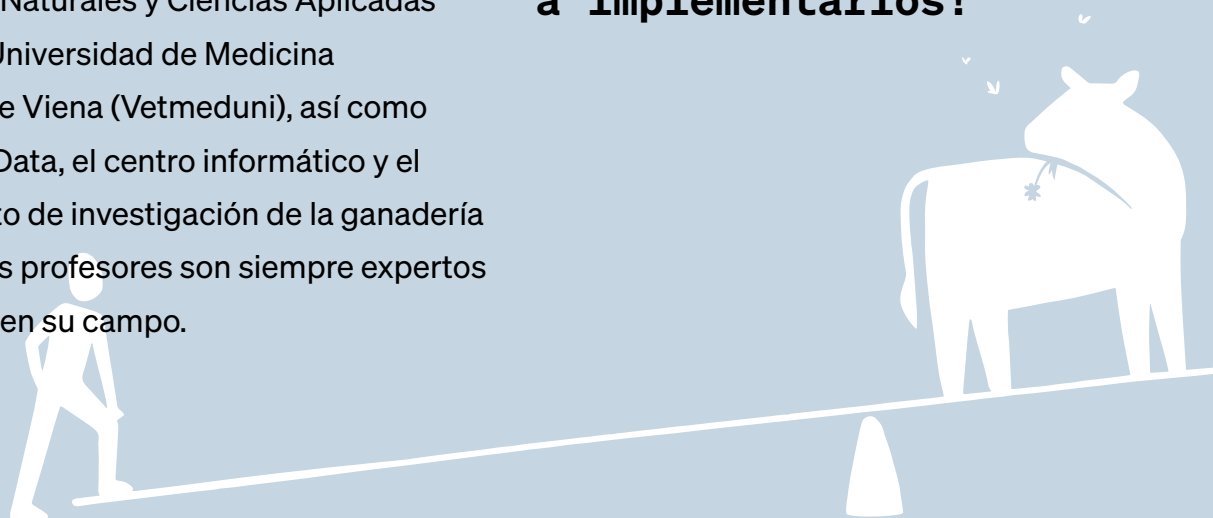 Naturales y Ciencias Aplicadas
Universidad de Medicina
e Viena (Vetmeduni), así como
Data, el centro informático y el
to de investigación de la ganadería
s profesores son siempre expertos
en su campo.
a implementarlos!